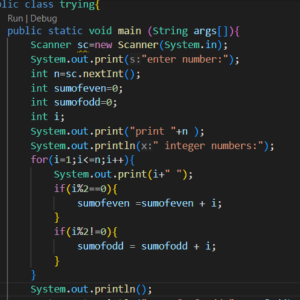 blic class trying{
Run | Debug
public static void main (String args[]){
Scanner sc=new Scanner(System.in);
System.out.print(s:"enter number:");
int n=sc.nextInt();
int sumofeven=0;
int sumofodd=0;
int i;
System.out.print("print "+n );
System.out.println(x:" integer numbers:");
for(i=1;i<=n;i++){
System.out.print(i+" ");
if(i%2==0){
sumofeven =sumofeven + i;
}
if(i%2!=0){
sumofodd = sumofodd + i;
}
}
System.out.println();